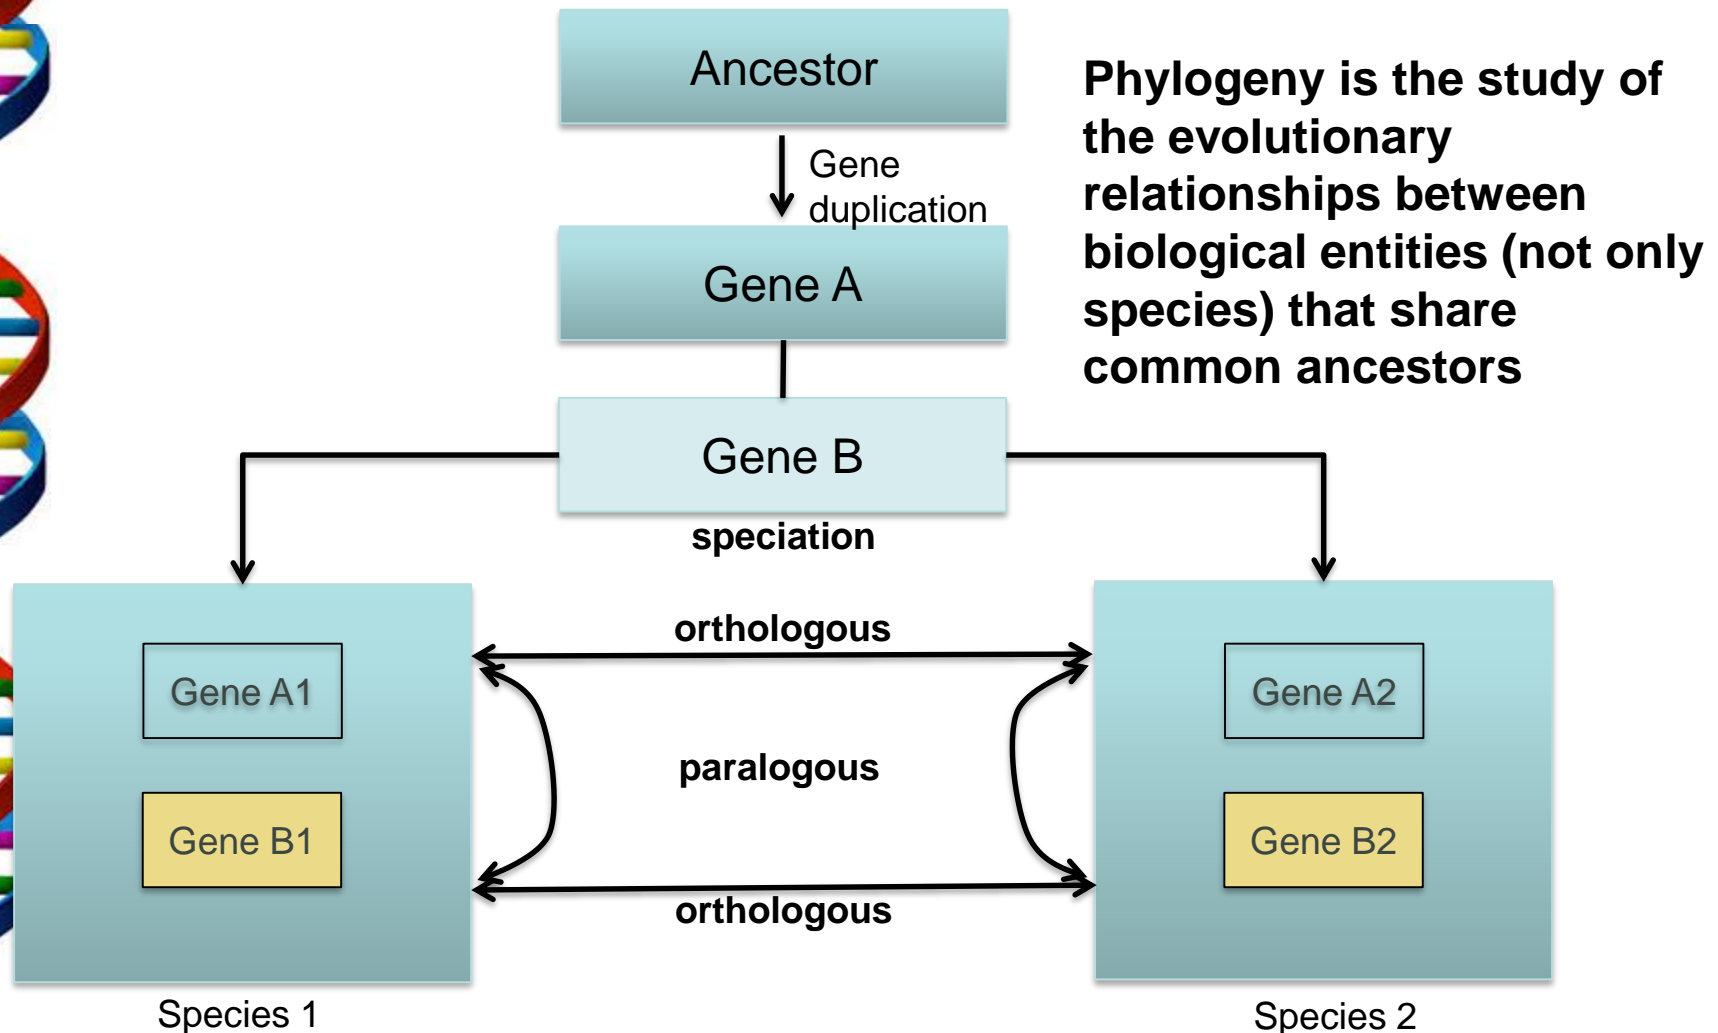 Ancestor
Phylogeny is the study of
the evolutionary
relationships between
biological entities (not only
species) that share
common ancestors
Gene
duplication
Gene A
Gene B
speciation
orthologous
Gene A1
Gene A2
paralogous
Gene B1
Gene B2
orthologous
Species 1
Species 2